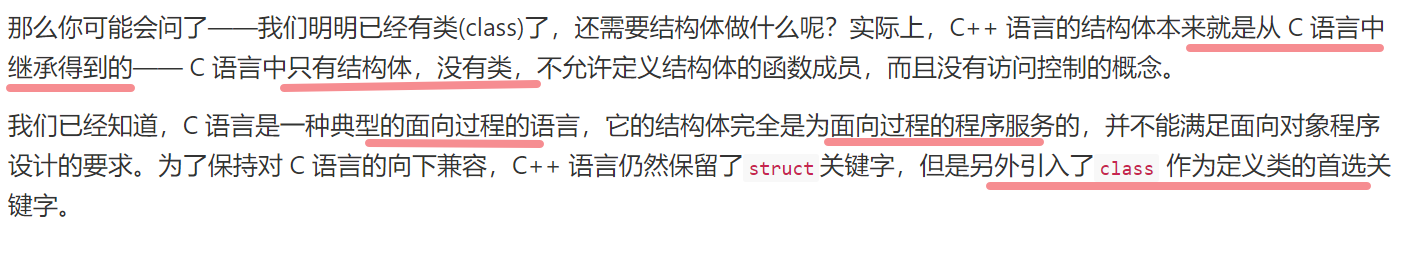 那么你可能会问了——我们明明已经有类(class)了，还需要结构体做什么呢？实际上，C++ 语言的结构体本来就是从 C 语言中
继承得到的—— C 语言中只有结构体，没有类，不允许定义结构体的函数成员，而且没有访问控制的概念。
我们已经知道，C 语言是一种典型的面向过程的语言，它的结构体完全是为面向过程的程序服务的，并不能满足面向对象程序
设计的要求。为了保持对 C 语言的向下兼容，C++ 语言仍然保留了 struct 关键字，但是另外引入了 class 作为定义类的首选关
键字。